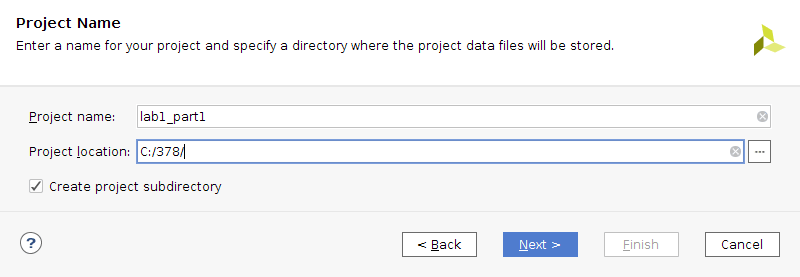 Project Name
Enter a name for your project and specify a directory where the project data files will be stored.
Project name: lab1_part1
Project location: C:/378/ ...
Create project subdirectory
? < Back Next > Finish Cancel